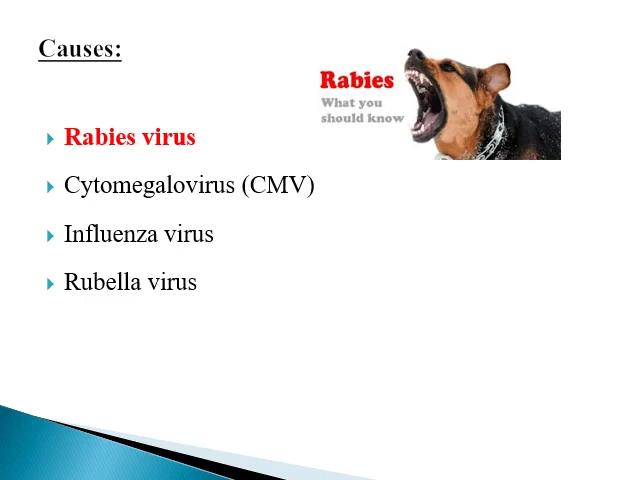 Causes:
Rabies
What you
should know
Rabies virus
Cytomegalovirus (CMV)
Influenza virus
Rubella virus